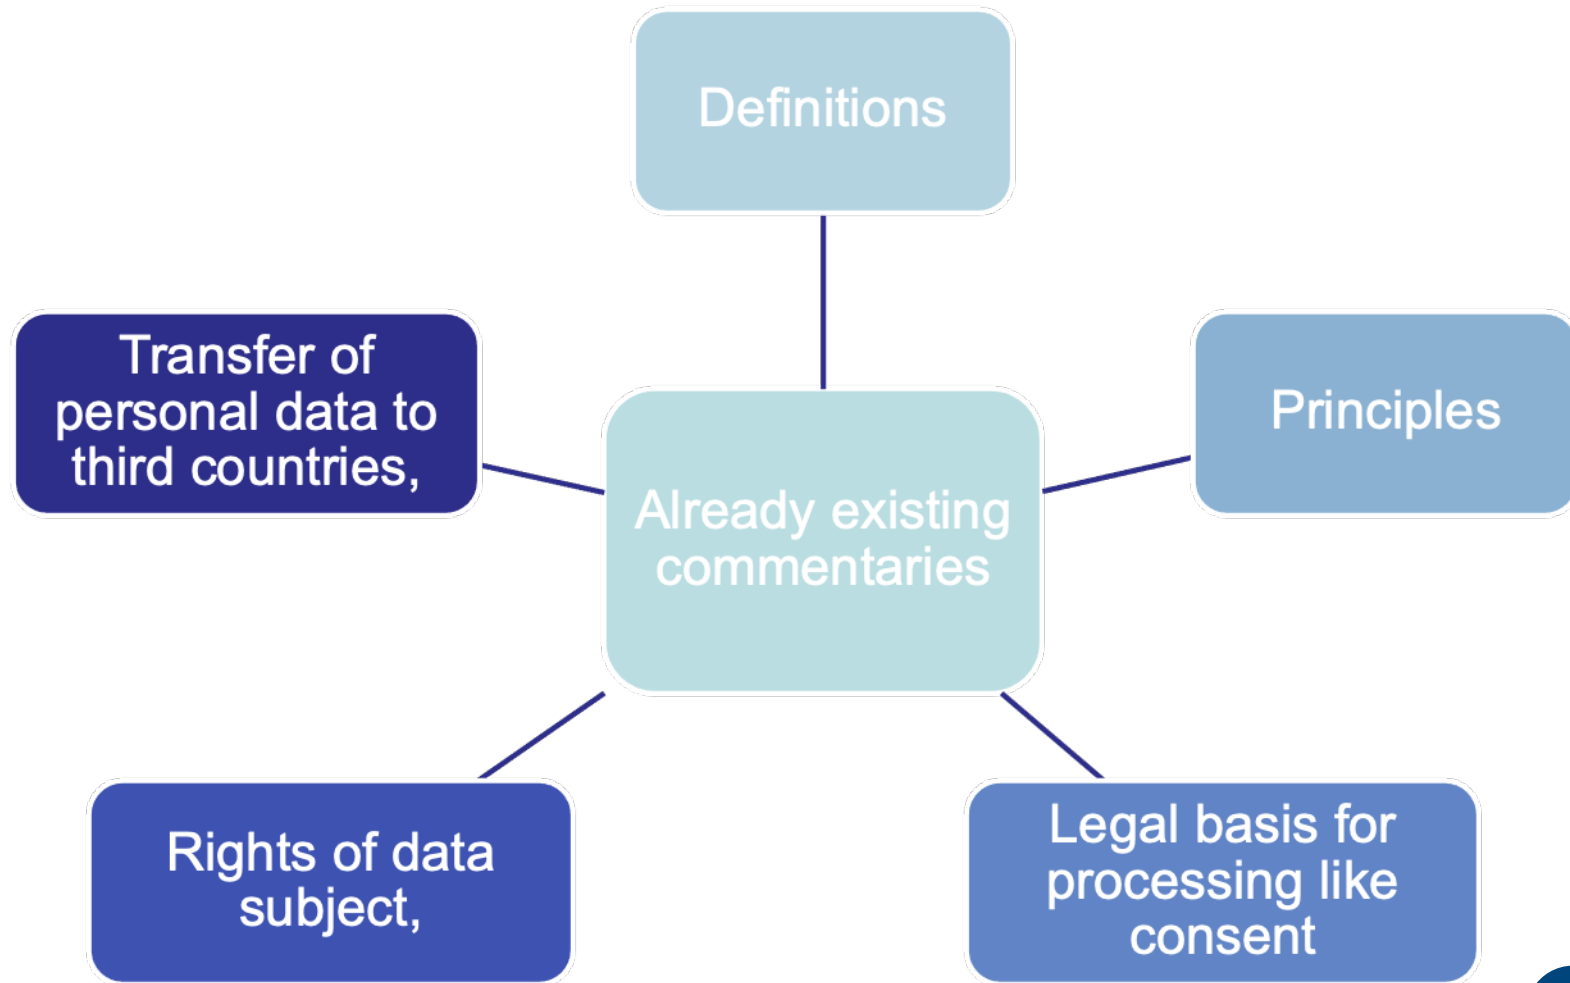 Definitions
Transfer of
personal data to
third countries,
Principles
Already existing
commentaries
Rights of data
subject,
Legal basis for
processing like
consent